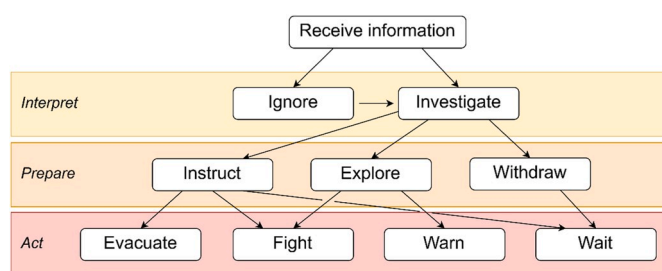 Receive information
Interpret
Ignore
Investigate
Prepare
Instruct
Explore
Withdraw
Act
Evacuate
Fight
Warn
Wait